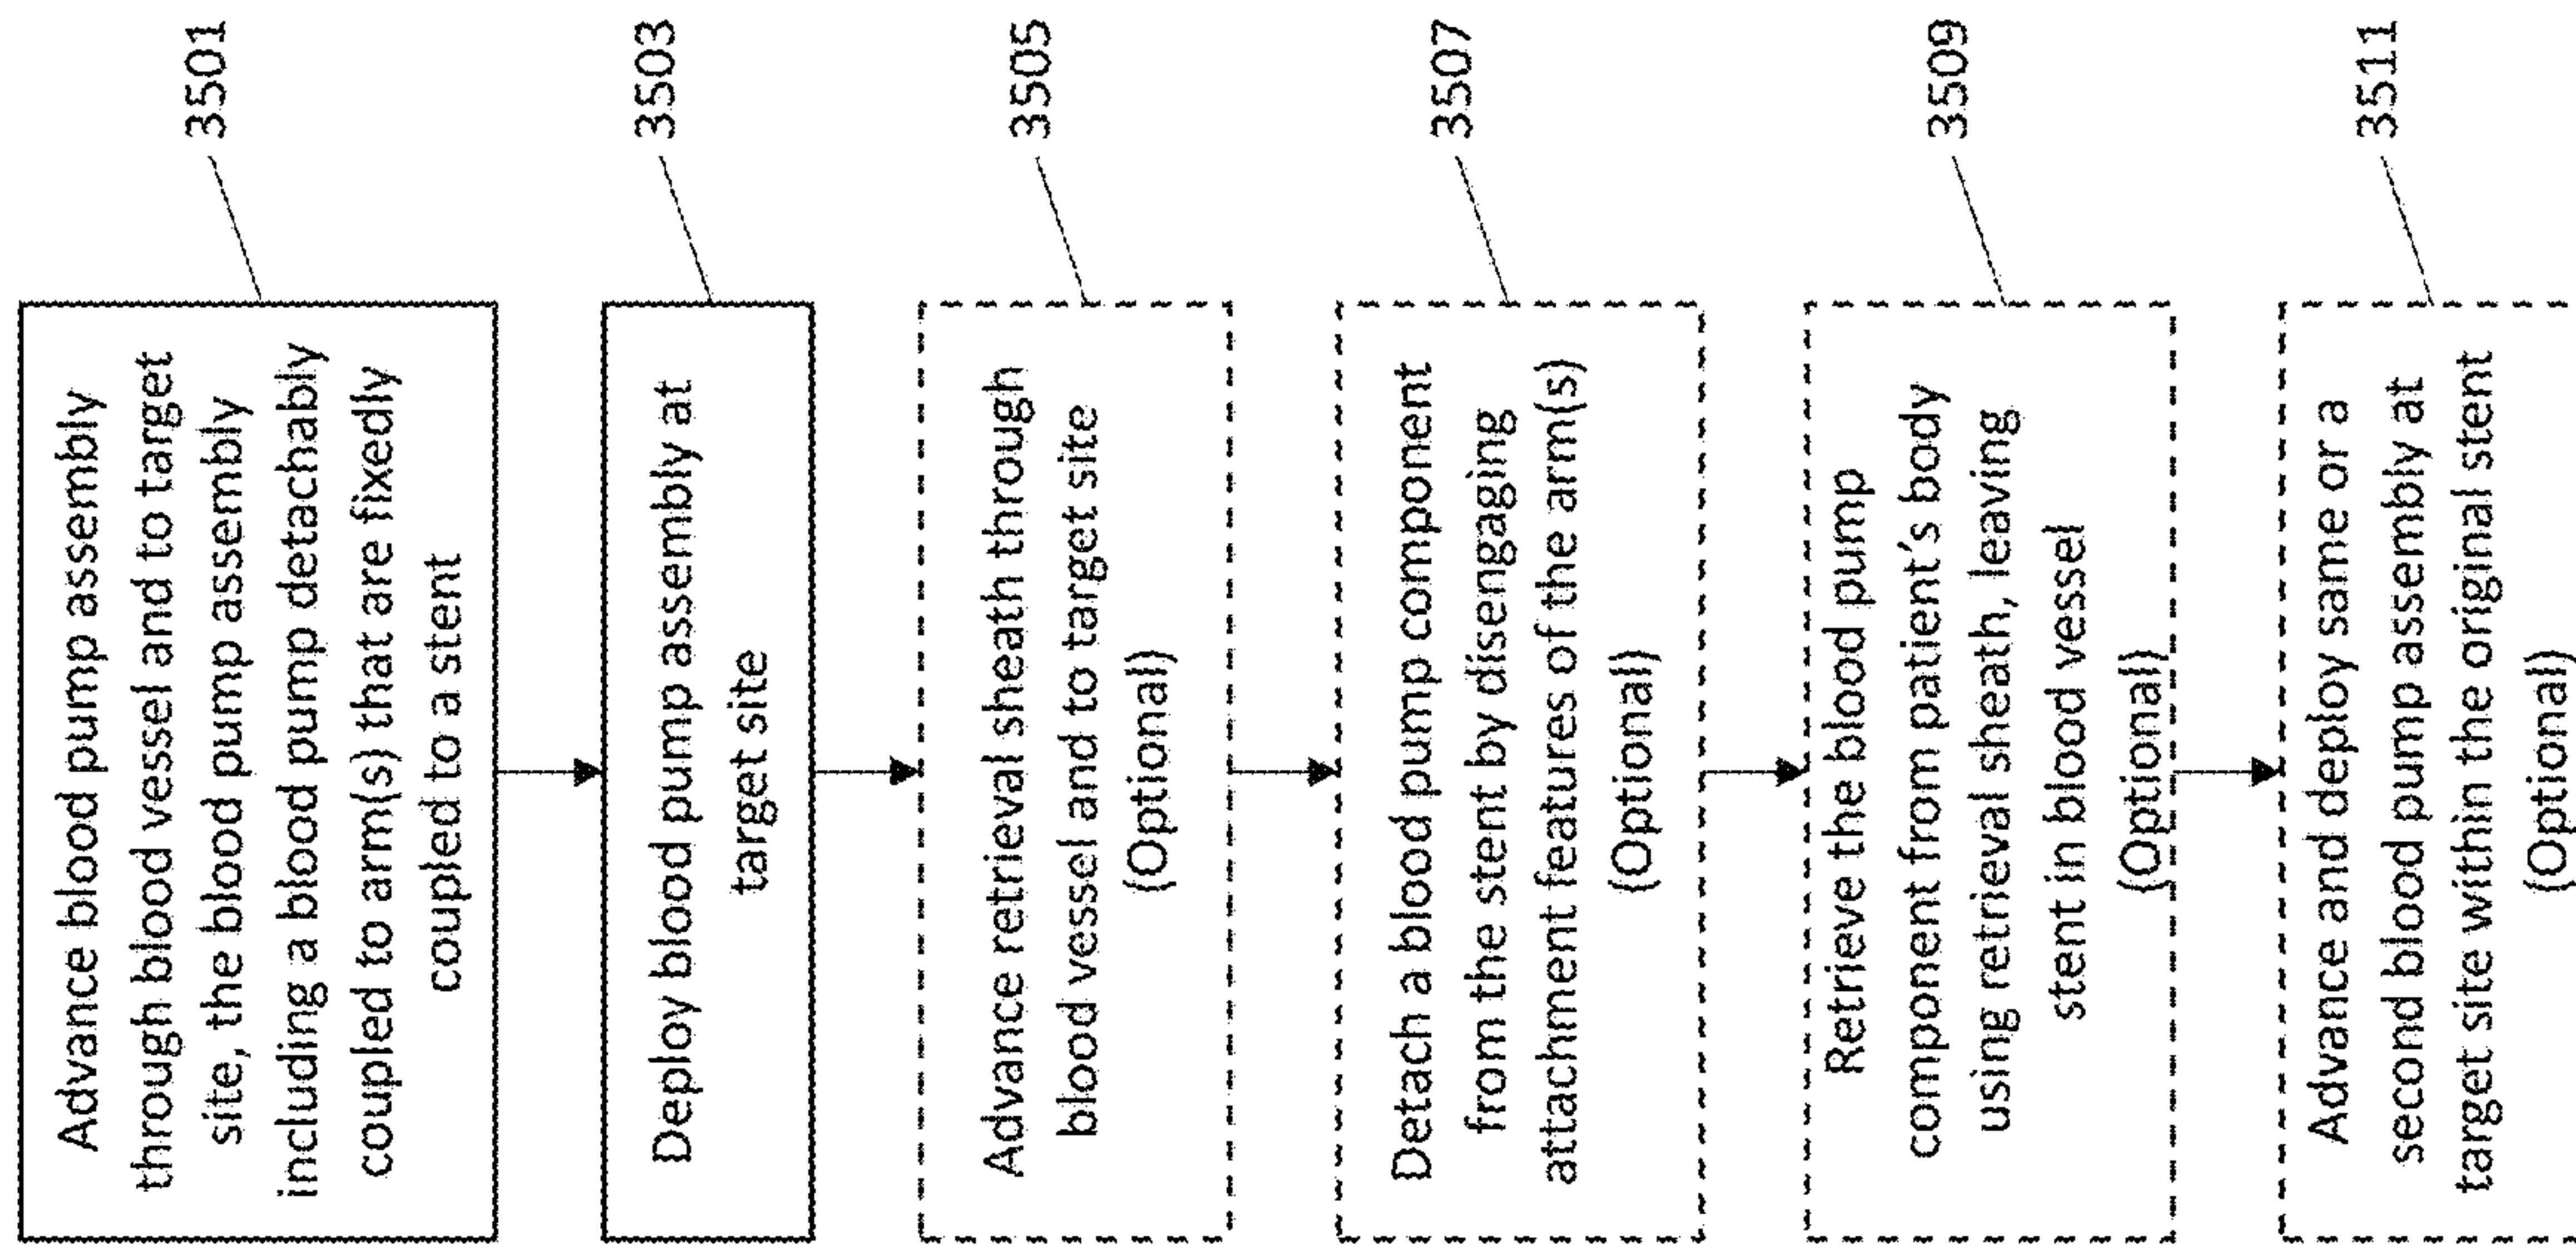 Advance blood pump assembly
through blood vessel and to target
site, the blood pump assembly
including a blood pump detachably
coupled to arm(s) that are fixedly
coupled to a stent
3501
Deploy blood pump assembly at
target site
3503
Advance retrieval sheath through
blood vessel and to target site
(Optional)
3505
Detach a blood pump component
from the stent by disengaging
attachment features of the arm(s)
(Optional)
3507
Retrieve the blood pump
component from patient's body
using retrieval sheath, leaving
stent in blood vessel
(Optional)
3509
Advance and deploy same or a
second blood pump assembly at
target site within the original stent
(Optional)
3511